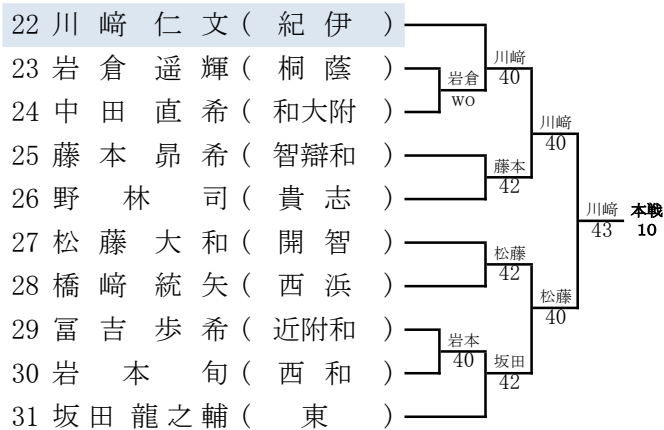 22 川﨑仁文 ( 紀伊 )
23 岩倉遥輝 ( 桐蔭 )
24 中田直希 ( 和大附 )
25 藤本昴希 ( 智辯和 )
26 野林司 ( 貴志 )
27 松藤大和 ( 開智 )
28 橋﨑統矢 ( 西浜 )
29 冨吉歩希 ( 近附和 )
30 岩本旬 ( 西和 )
31 坂田龍之輔 ( 東 )
岩倉
wo
岩本
40
川﨑
40
藤本
42
松藤
42
坂田
42
川﨑
40
松藤
40
川﨑
43
本戦
10